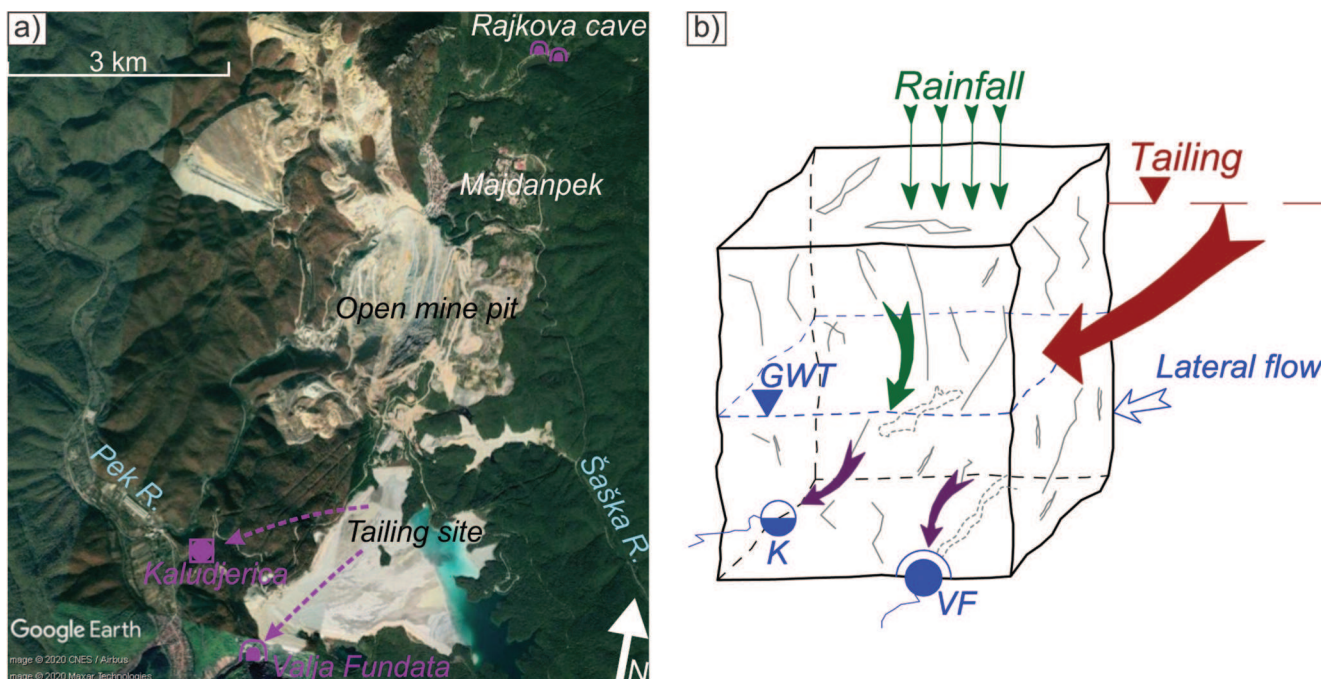 a)
Rajkova cave
3 km
Majdanpek
Open mine pit
Pek R.
Šaška R.
Tailing site
Kaludjerica
Google Earth
mage © 2020 CNES / Airbus
Valja Fundata
mage © 2020 Maxar Technologies
N
b)
Rainfall
Tailing
GWT
Lateral flow
K
VF